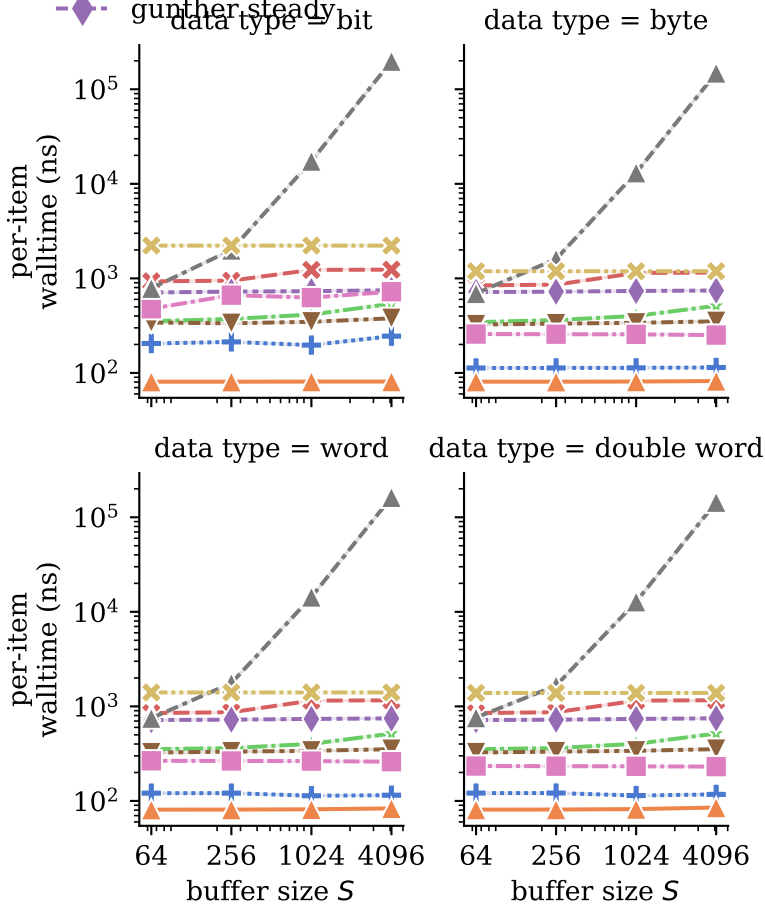 gunther steady
data type = bit
data type = byte
per-item
walltime (ns)
10⁵
10⁴
10³
10²
data type = word
data type = double word
per-item
walltime (ns)
10⁵
10⁴
10³
10²
64 256 1024 4096
64 256 1024 4096
buffer size S
buffer size S